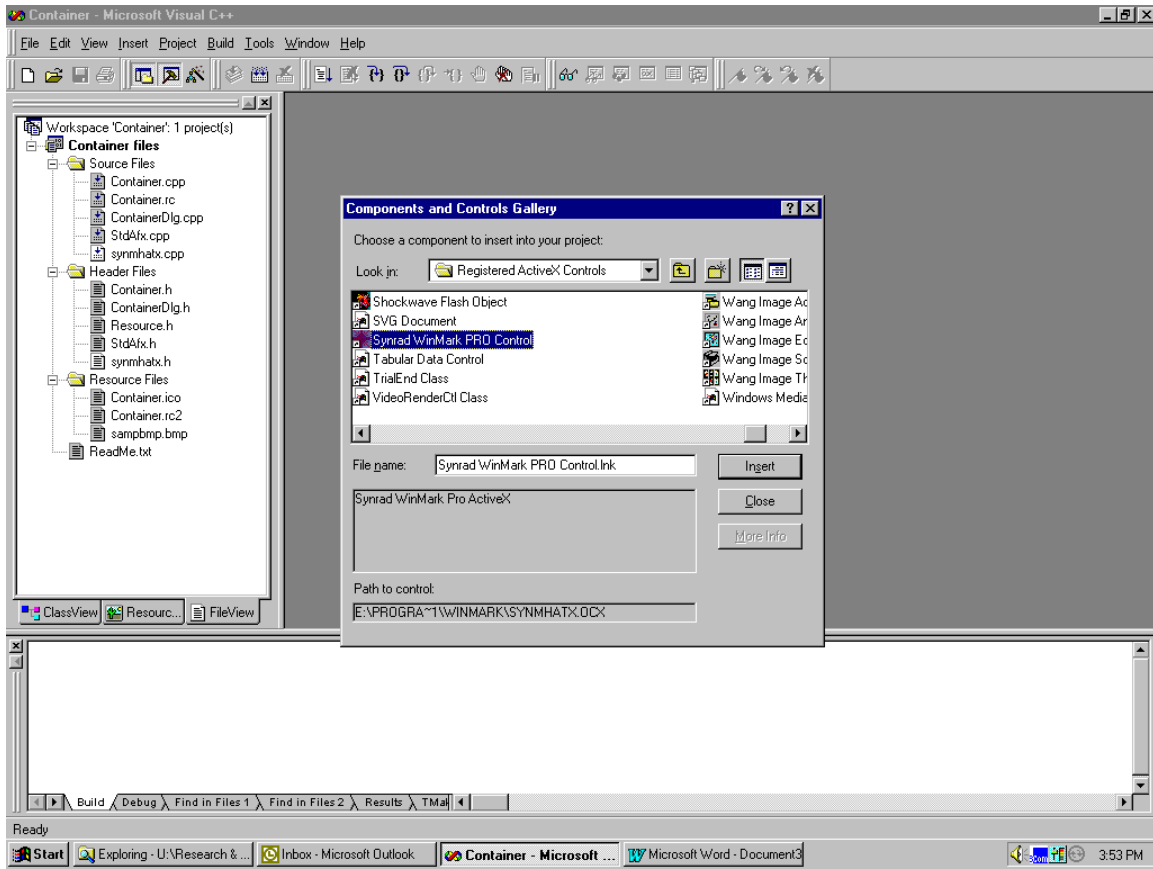 Container - Microsoft Visual C++
File Edit View Insert Project Build Tools Window Help
Workspace 'Container': 1 project(s)
Container files
Source Files
Container.cpp
Container.rc
ContainerDlg.cpp
StdAfx.cpp
synmhatx.cpp
Header Files
Container.h
ContainerDlg.h
Resource.h
StdAfx.h
synmhatx.h
Resource Files
Container.ico
Container.rc2
sampbmp.bmp
ReadMe.txt
ClassView Resourc... FileView
Components and Controls Gallery
Choose a component to insert into your project:
Look in: Registered ActiveX Controls
Shockwave Flash Object
SVG Document
Synrad WinMark PRO Control
Tabular Data Control
TrialEnd Class
VideoRenderCtl Class
Wang Image Ad
Wang Image Ar
Wang Image Ed
Wang Image Sc
Wang Image Th
Windows Media
File name: Synrad WinMark PRO Control.lnk
Insert
Synrad WinMark Pro ActiveX
Close
More Info
Path to control:
E:\PROGRA~1\WINMARK\SYNMHATX.OCX
Build Debug Find in Files 1 Find in Files 2 Results TMak
Ready
Start Exploring - U:\Research & ... Inbox - Microsoft Outlook Container - Microsoft ... Microsoft Word - Document3 3Com 3:53 PM